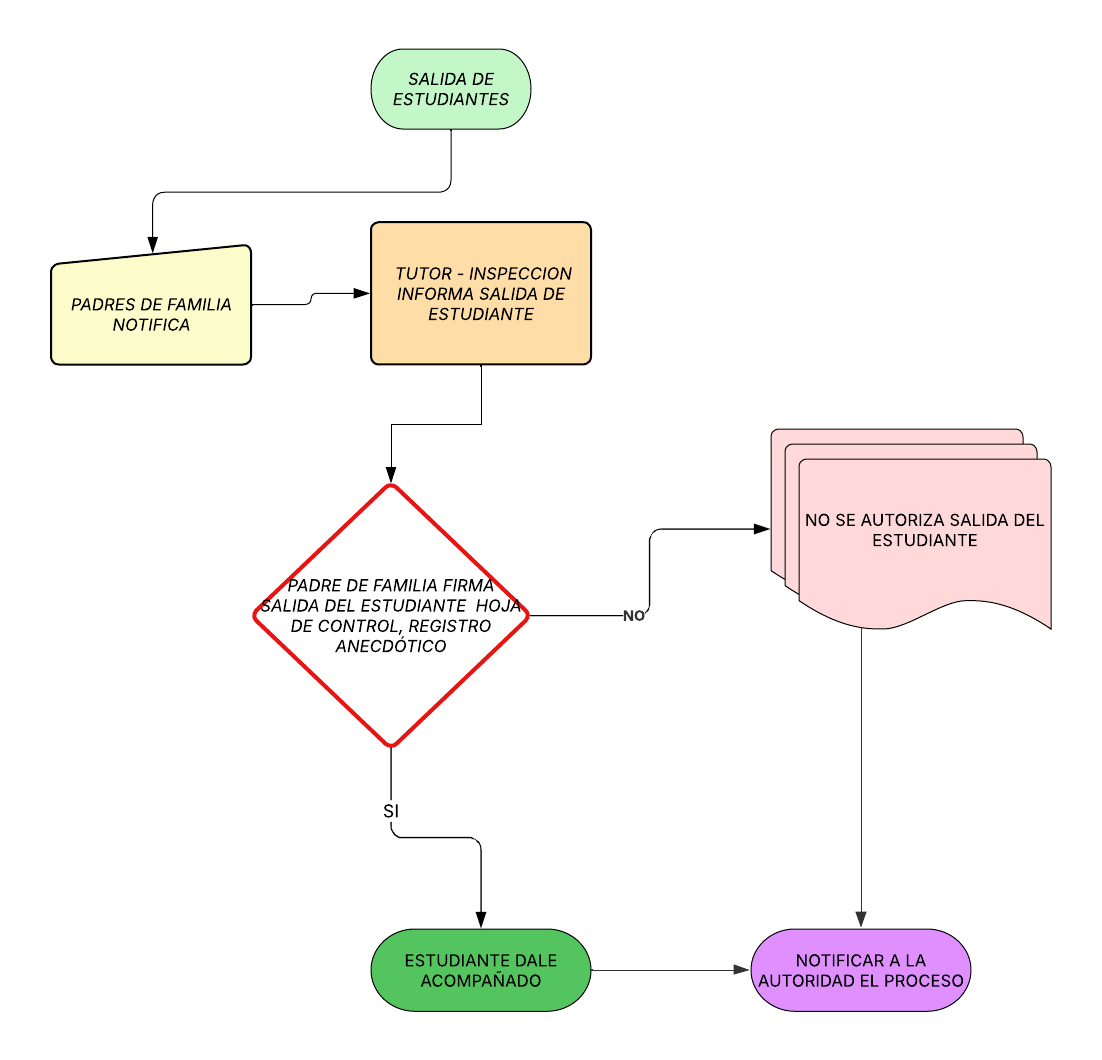 SALIDA DE
ESTUDIANTES
PADRES DE FAMILIA
NOTIFICA
TUTOR - INSPECCION
INFORMA SALIDA DE
ESTUDIANTE
PADRE DE FAMILIA FIRMA
SALIDA DEL ESTUDIANTE HOJA
DE CONTROL, REGISTRO
ANECDÓTICO
NO
NO SE AUTORIZA SALIDA DEL
ESTUDIANTE
SI
ESTUDIANTE DALE
ACOMPAÑADO
NOTIFICAR A LA
AUTORIDAD EL PROCESO